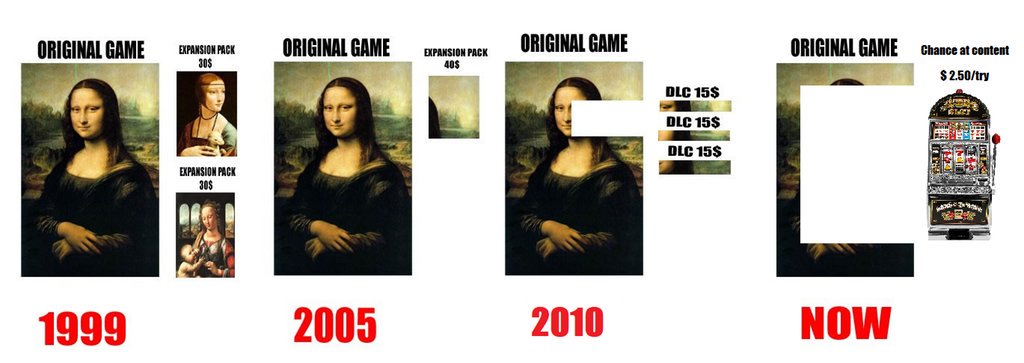 ORIGINAL GAME
EXPANSION PACK
30$
EXPANSION PACK
30$
1999
ORIGINAL GAME
EXPANSION PACK
40$
2005
ORIGINAL GAME
DLC 15$
DLC 15$
DLC 15$
2010
ORIGINAL GAME
Chance at content
$ 2.50/try
NOW